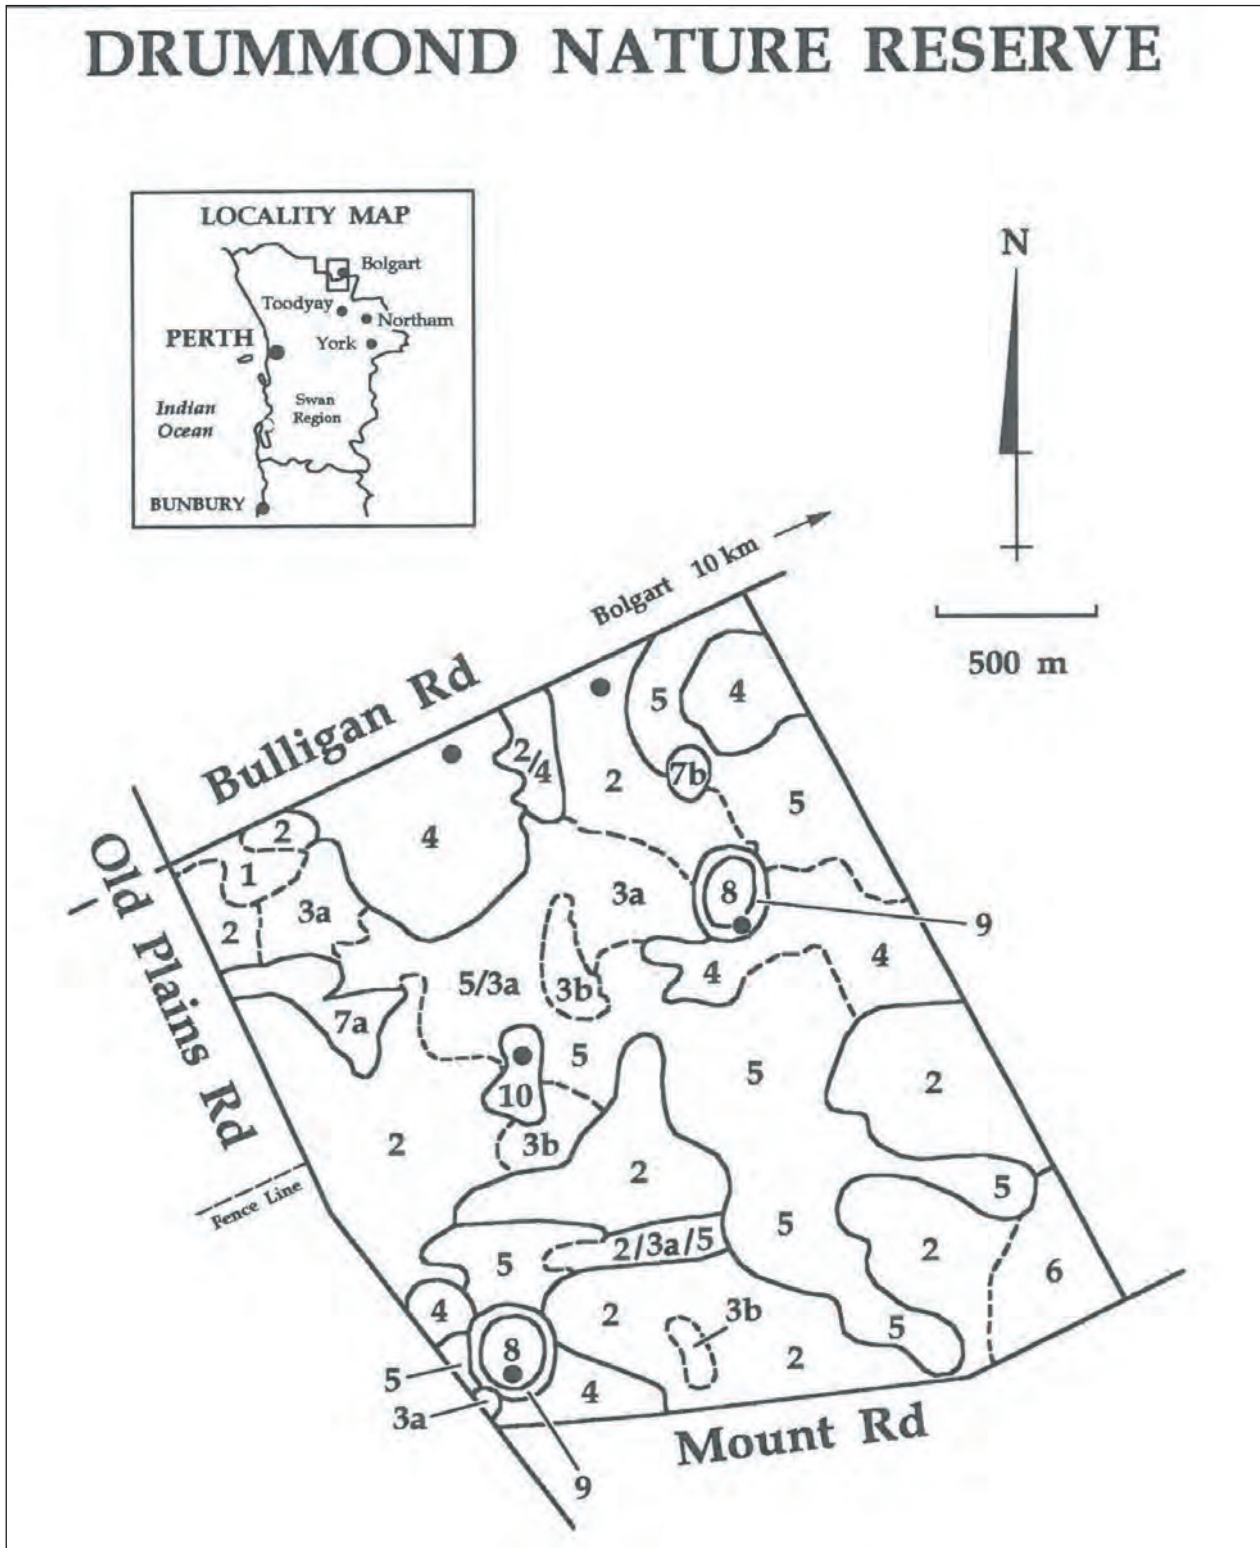 DRUMMOND NATURE RESERVE
LOCALITY MAP
Bolgart
Toodyay
Northam
PERTH
York
Indian
Ocean
Swan
Region
BUNBURY
N
500 m
Bolgart 10 km
Bulligan Rd
Old Plains Rd
Fence Line
Mount Rd
5
4
2/4
2
7b
5
2
4
1
3a
3a
8
9
2
4
4
5/3a
3b
7a
5
5
2
10
2
3b
2
5
5
2
2/3a/5
5
6
4
2
3b
5
8
2
5
4
3a
9